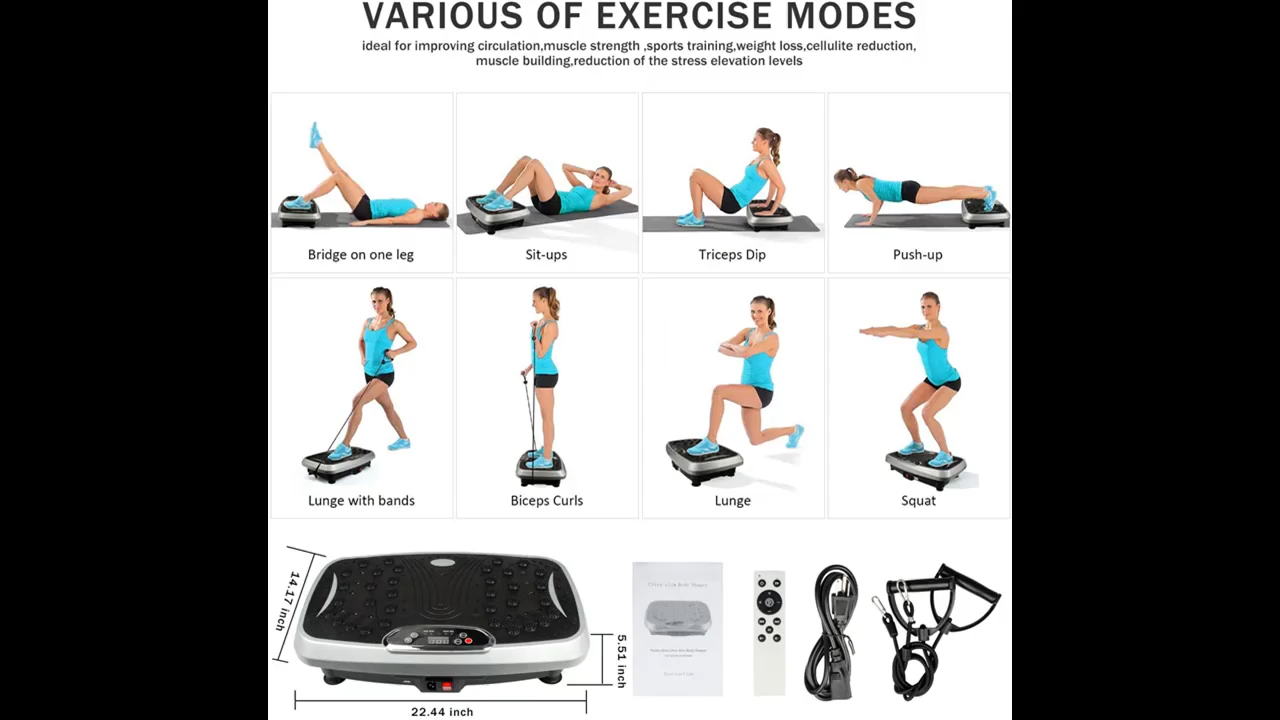 VARIOUS OF EXERCISE MODES
ideal for improving circulation,muscle strength ,sports training,weight loss,cellulite reduction,
muscle building,reduction of the stress elevation levels
Bridge on one leg
Sit-ups
Triceps Dip
Push-up
Lunge with bands
Biceps Curls
Lunge
Squat
14.17 inch
5.51 inch
22.44 inch